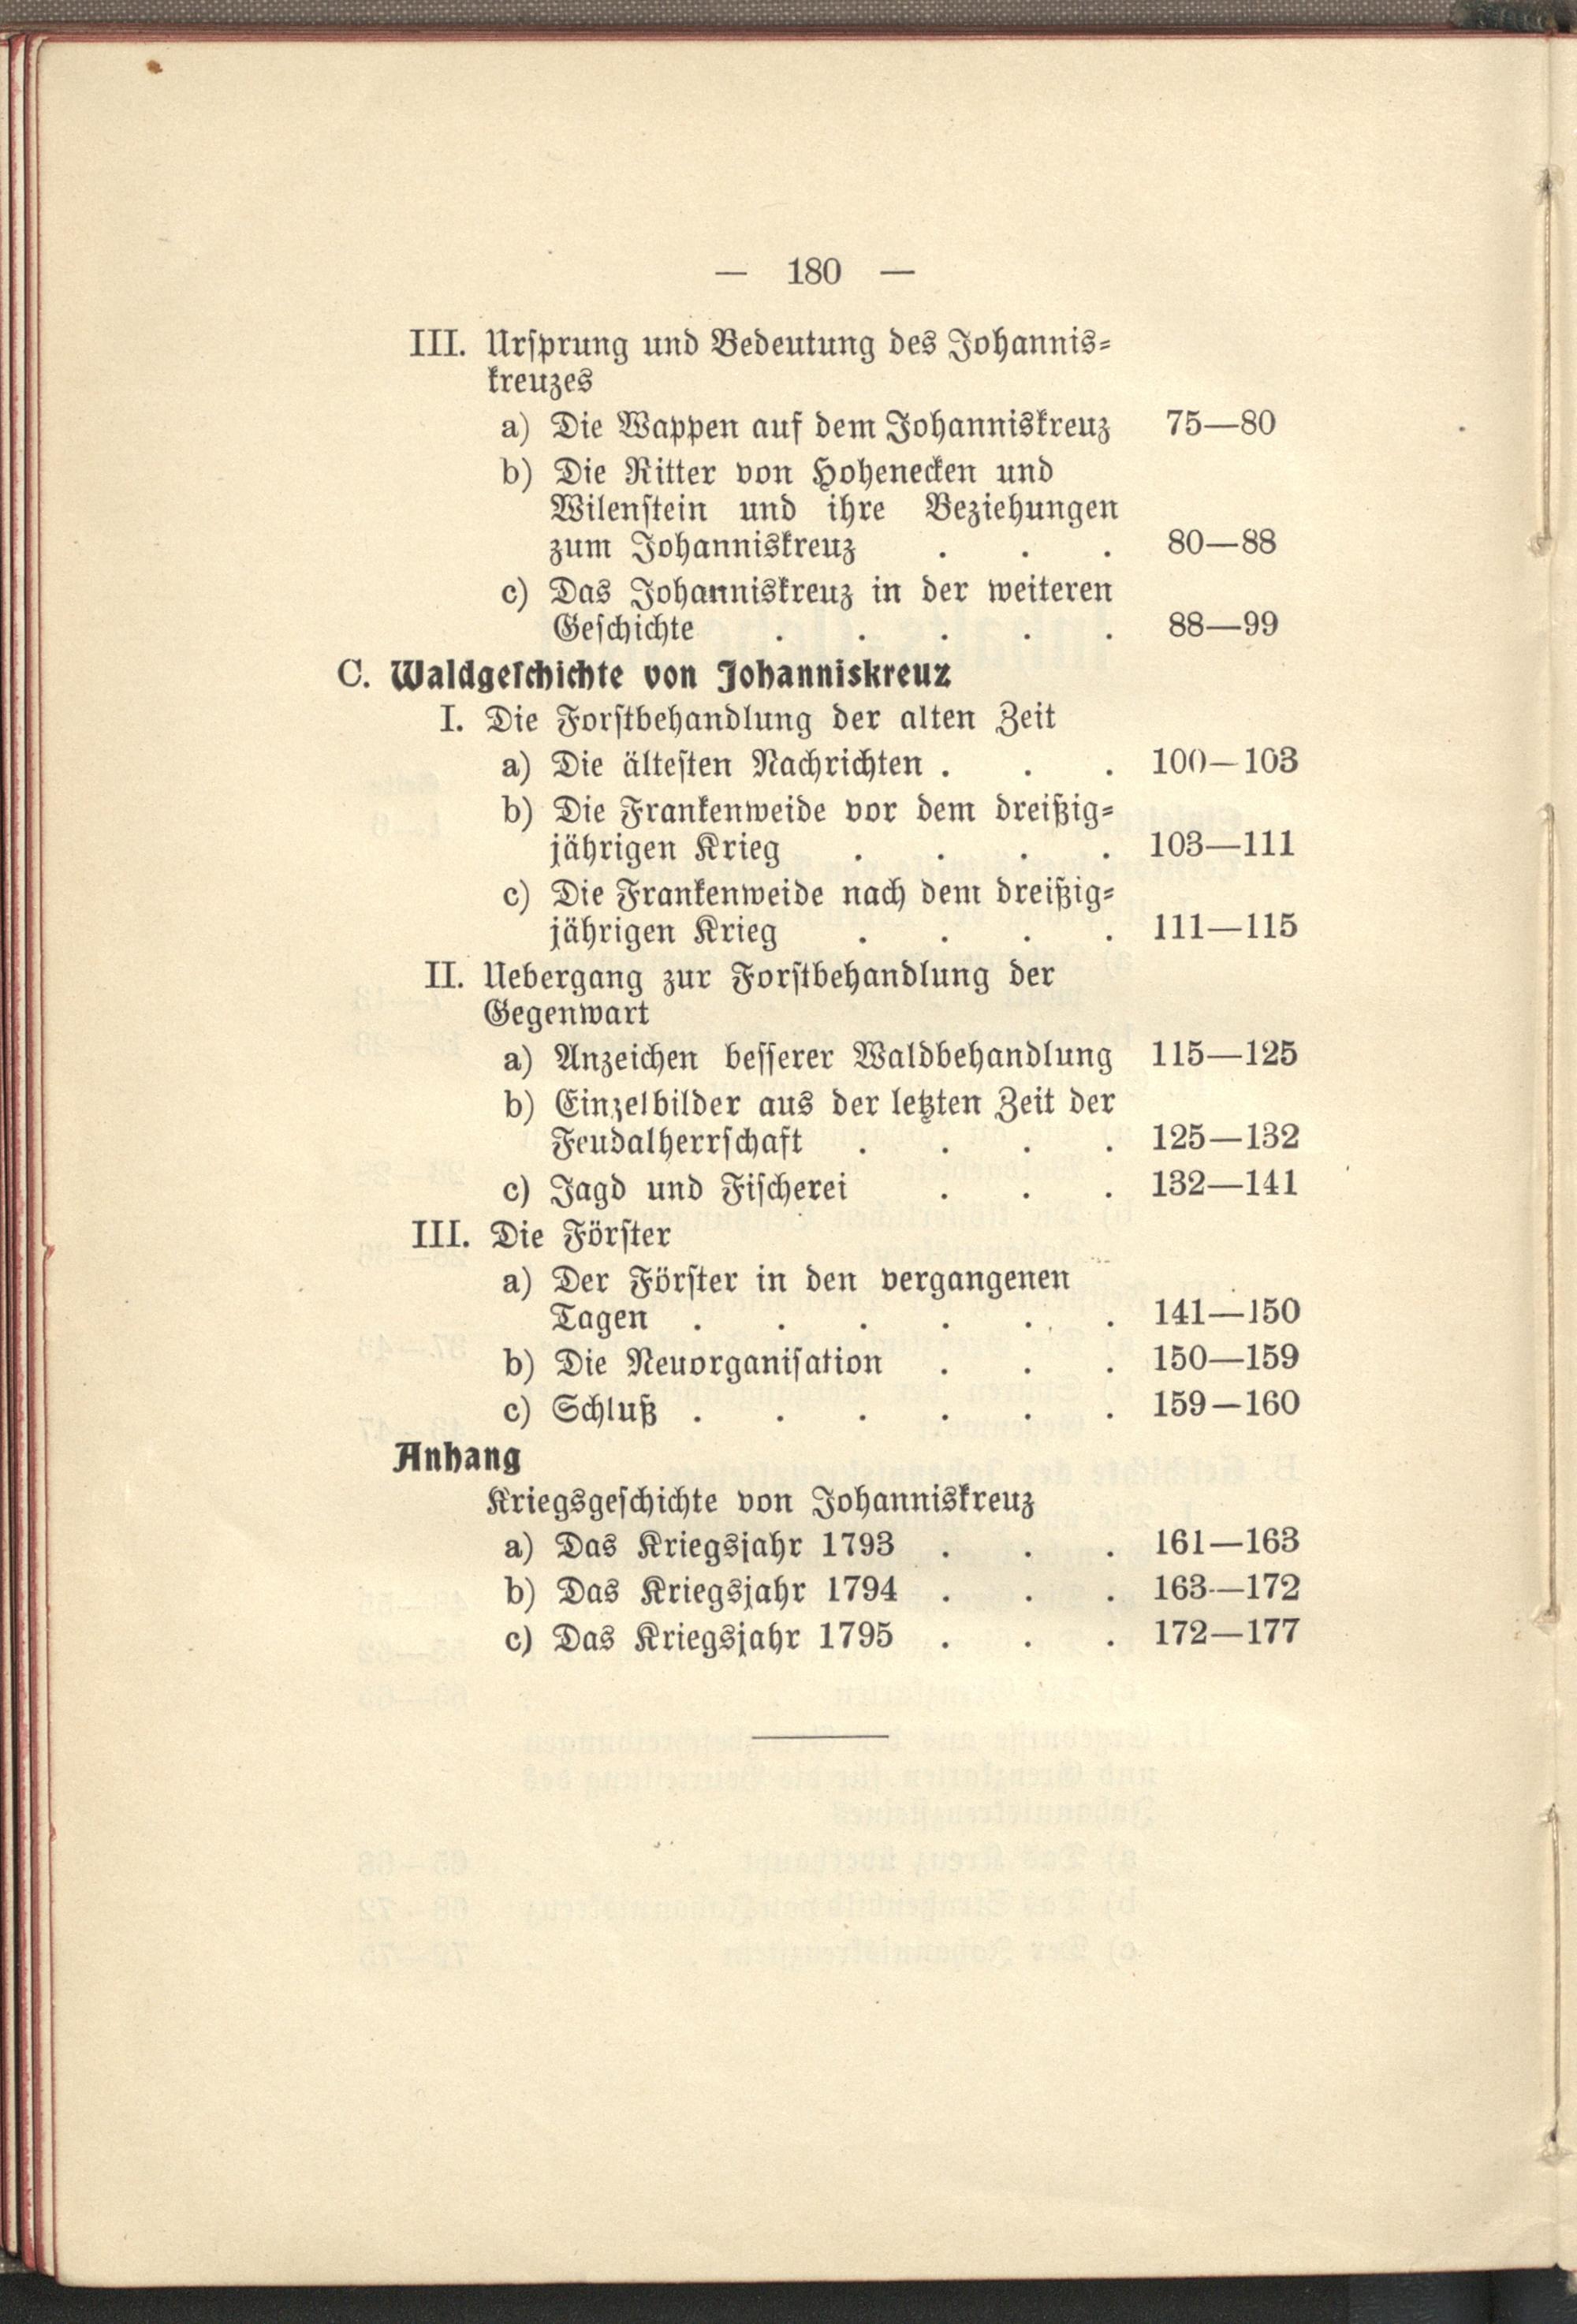 — 180 —
III. Ursprung und Bedeutung des Johannis-
kreuzes
a) Die Wappen auf dem Johanniskreuz 75—80
b) Die Ritter von Hohenecken und
Wilenstein und ihre Beziehungen
zum Johanniskreuz . . . 80—88
c) Das Johanniskreuz in der weiteren
Geschichte . . . . . 88—99
C. Waldgeschichte von Johanniskreuz
I. Die Forstbehandlung der alten Zeit
a) Die ältesten Nachrichten . . . 100—103
b) Die Frankenweide vor dem dreißig-
jährigen Krieg . . . . 103—111
c) Die Frankenweide nach dem dreißig-
jährigen Krieg . . . . 111—115
II. Uebergang zur Forstbehandlung der
Gegenwart
a) Anzeichen besserer Waldbehandlung 115—125
b) Einzelbilder aus der letzten Zeit der
Feudalherrschaft . . . . 125—132
c) Jagd und Fischerei . . . 132—141
III. Die Förster
a) Der Förster in den vergangenen
Tagen . . . . . . 141—150
b) Die Neuorganisation . . . 150—159
c) Schluß . . . . . . 159—160
Anhang
Kriegsgeschichte von Johanniskreuz
a) Das Kriegsjahr 1793 . . . 161—163
b) Das Kriegsjahr 1794 . . . 163—172
c) Das Kriegsjahr 1795 . . . 172—177